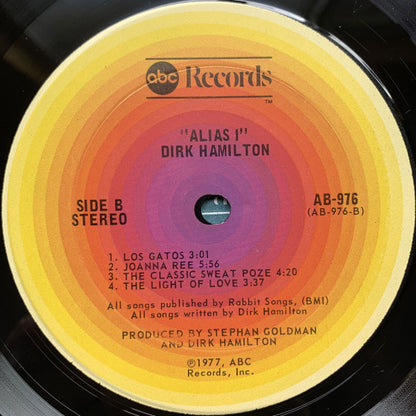 abc Records
TM
"ALIAS I"
DIRK HAMILTON
SIDE B
STEREO
AB-976
(AB-976-B)
1. LOS GATOS 3:01
2. JOANNA REE 5:56
3. THE CLASSIC SWEAT POZE 4:20
4. THE LIGHT OF LOVE 3:37
All songs published by Rabbit Songs, (BMI)
All songs written by Dirk Hamilton
PRODUCED BY STEPHAN GOLDMAN
AND DIRK HAMILTON
Ⓟ1977, ABC
Records, Inc.